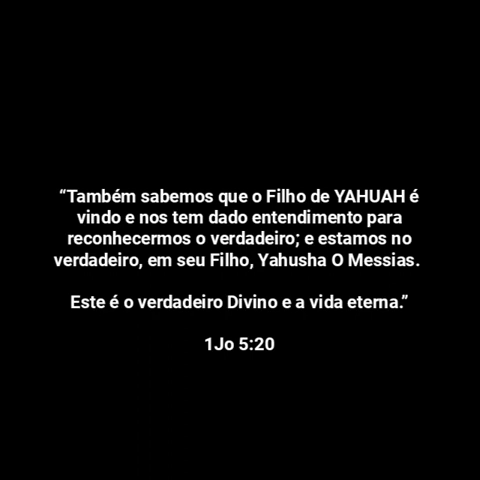 “Também sabemos que o Filho de YAHUAH é
vindo e nos tem dado entendimento para
reconhecermos o verdadeiro; e estamos no
verdadeiro, em seu Filho, Yahusha O Messias.
Este é o verdadeiro Divino e a vida eterna.”
1Jo 5:20